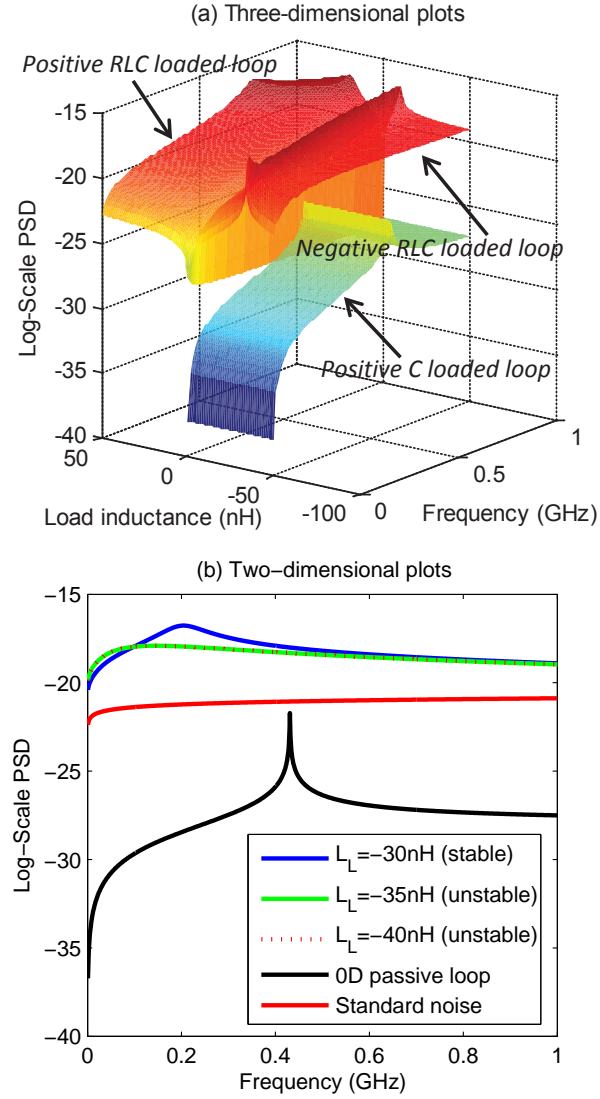 (a) Three-dimensional plots
Positive RLC loaded loop
Negative RLC loaded loop
Positive C loaded loop
Log-Scale PSD
-15
-20
-25
-30
-35
-40
50
0
-50
-100
Load inductance (nH)
0
0.5
1
Frequency (GHz)
(b) Two-dimensional plots
Log-Scale PSD
-15
-20
-25
-30
-35
-40
L_L=-30nH (stable)
L_L=-35nH (unstable)
L_L=-40nH (unstable)
0D passive loop
Standard noise
0 0.2 0.4 0.6 0.8 1
Frequency (GHz)